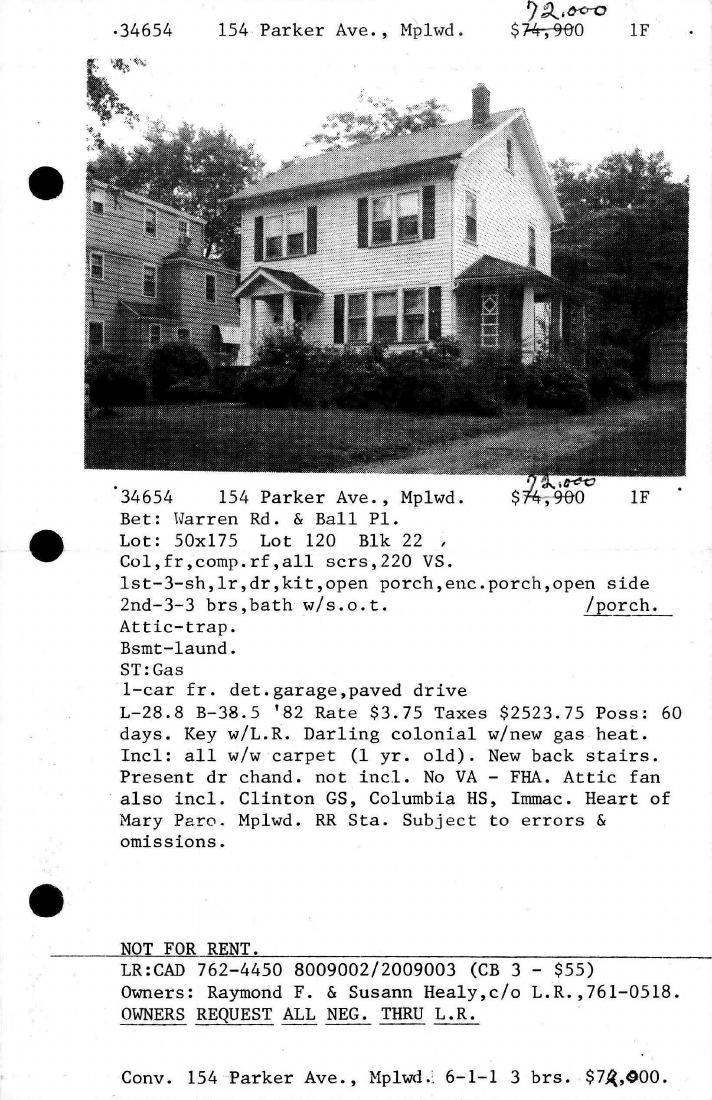 72,000
·34654 154 Parker Ave., Mplwd. $74,900 1F
72,000
34654 154 Parker Ave., Mplwd. $74,900 1F
Bet: Warren Rd. & Ball Pl.
Lot: 50x175 Lot 120 Blk 22
Col,fr,comp.rf,all scrs,220 VS.
1st-3-sh,lr,dr,kit,open porch,enc.porch,open side
2nd-3-3 brs,bath w/s.o.t. /porch.
Attic-trap.
Bsmt-laund.
ST:Gas
1-car fr. det.garage,paved drive
L-28.8 B-38.5 '82 Rate $3.75 Taxes $2523.75 Poss: 60
days. Key w/L.R. Darling colonial w/new gas heat.
Incl: all w/w carpet (1 yr. old). New back stairs.
Present dr chand. not incl. No VA - FHA. Attic fan
also incl. Clinton GS, Columbia HS, Immac. Heart of
Mary Paro. Mplwd. RR Sta. Subject to errors &
omissions.
NOT FOR RENT.
LR:CAD 762-4450 8009002/2009003 (CB 3 - $55)
Owners: Raymond F. & Susann Healy,c/o L.R.,761-0518.
OWNERS REQUEST ALL NEG. THRU L.R.
Conv. 154 Parker Ave., Mplwd. 6-1-1 3 brs. $72,000.